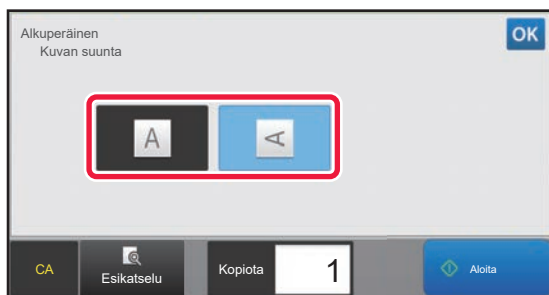 Alkuperäinen
OK
Kuvan suunta
A
A
CA
Esikatselu
Kopiota
1
Aloita